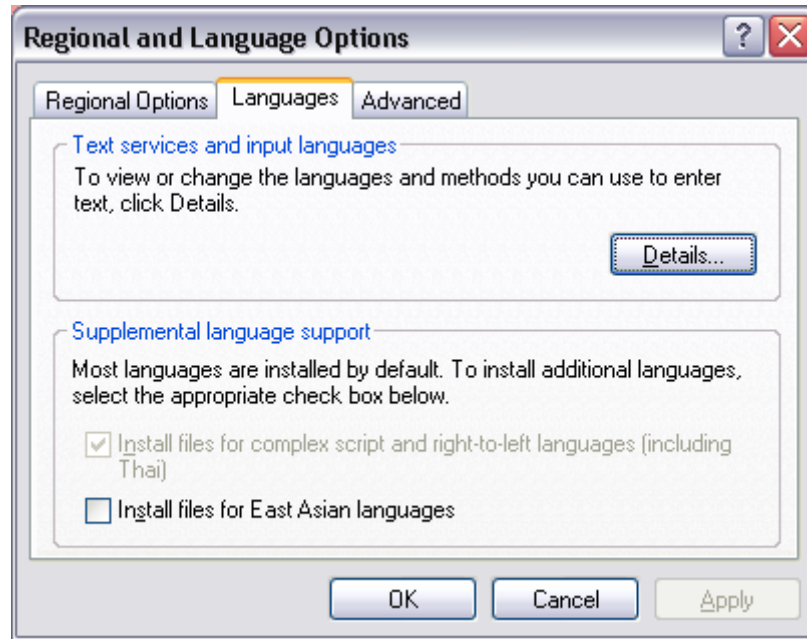 Regional and Language Options
Regional Options Languages Advanced
Text services and input languages
To view or change the languages and methods you can use to enter
text, click Details.
Details...
Supplemental language support
Most languages are installed by default. To install additional languages,
select the appropriate check box below.
Install files for complex script and right-to-left languages (including
Thai)
Install files for East Asian languages
OK Cancel Apply